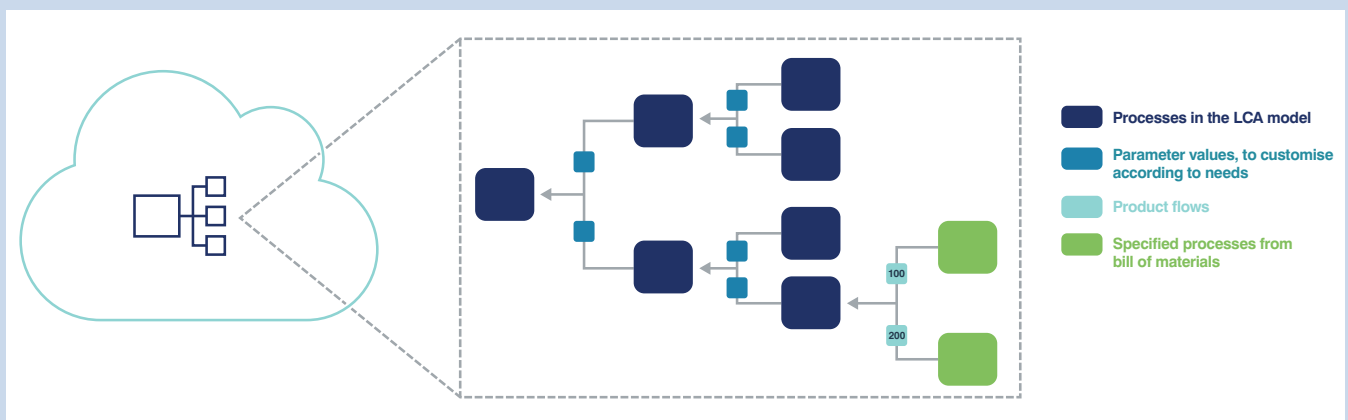 100
200
Processes in the LCA model
Parameter values, to customise
according to needs
Product flows
Specified processes from
bill of materials